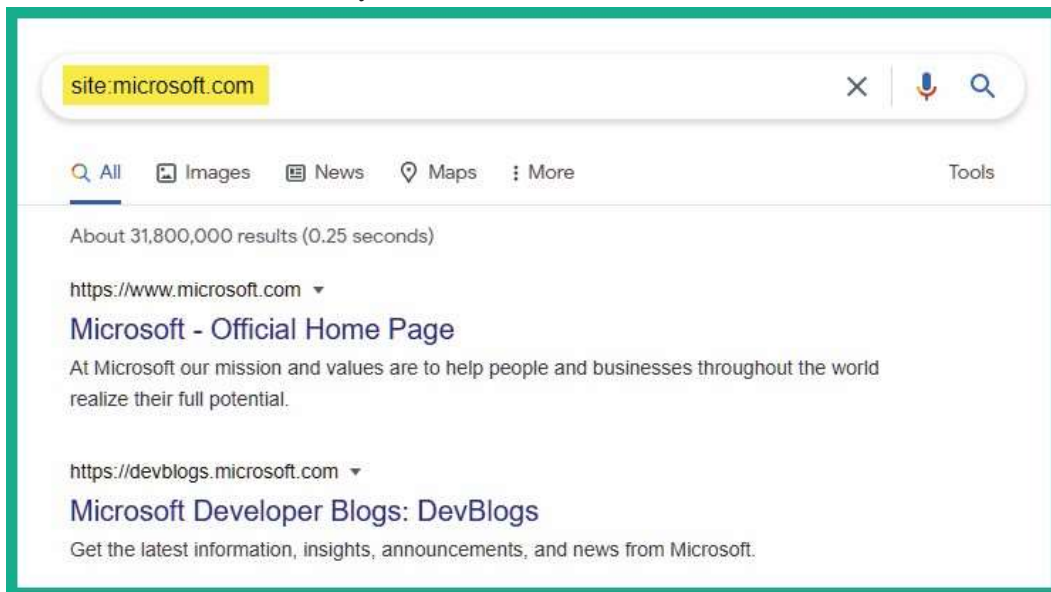 site:microsoft.com
All Images News Maps More Tools
About 31,800,000 results (0.25 seconds)
https://www.microsoft.com
Microsoft - Official Home Page
At Microsoft our mission and values are to help people and businesses throughout the world
realize their full potential.
https://devblogs.microsoft.com
Microsoft Developer Blogs: DevBlogs
Get the latest information, insights, announcements, and news from Microsoft.